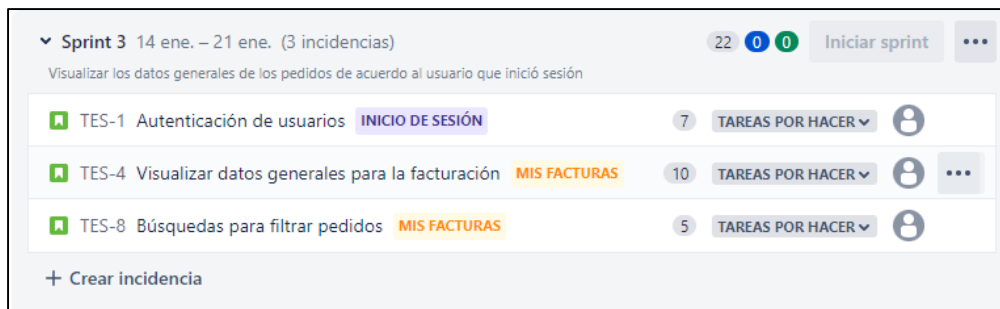 Sprint 3 14 ene. – 21 ene. (3 incidencias) 22 0 0 Iniciar sprint
Visualizar los datos generales de los pedidos de acuerdo al usuario que inició sesión
TES-1 Autenticación de usuarios INICIO DE SESIÓN 7 TAREAS POR HACER
TES-4 Visualizar datos generales para la facturación MIS FACTURAS 10 TAREAS POR HACER
TES-8 Búsquedas para filtrar pedidos MIS FACTURAS 5 TAREAS POR HACER
+ Crear incidencia